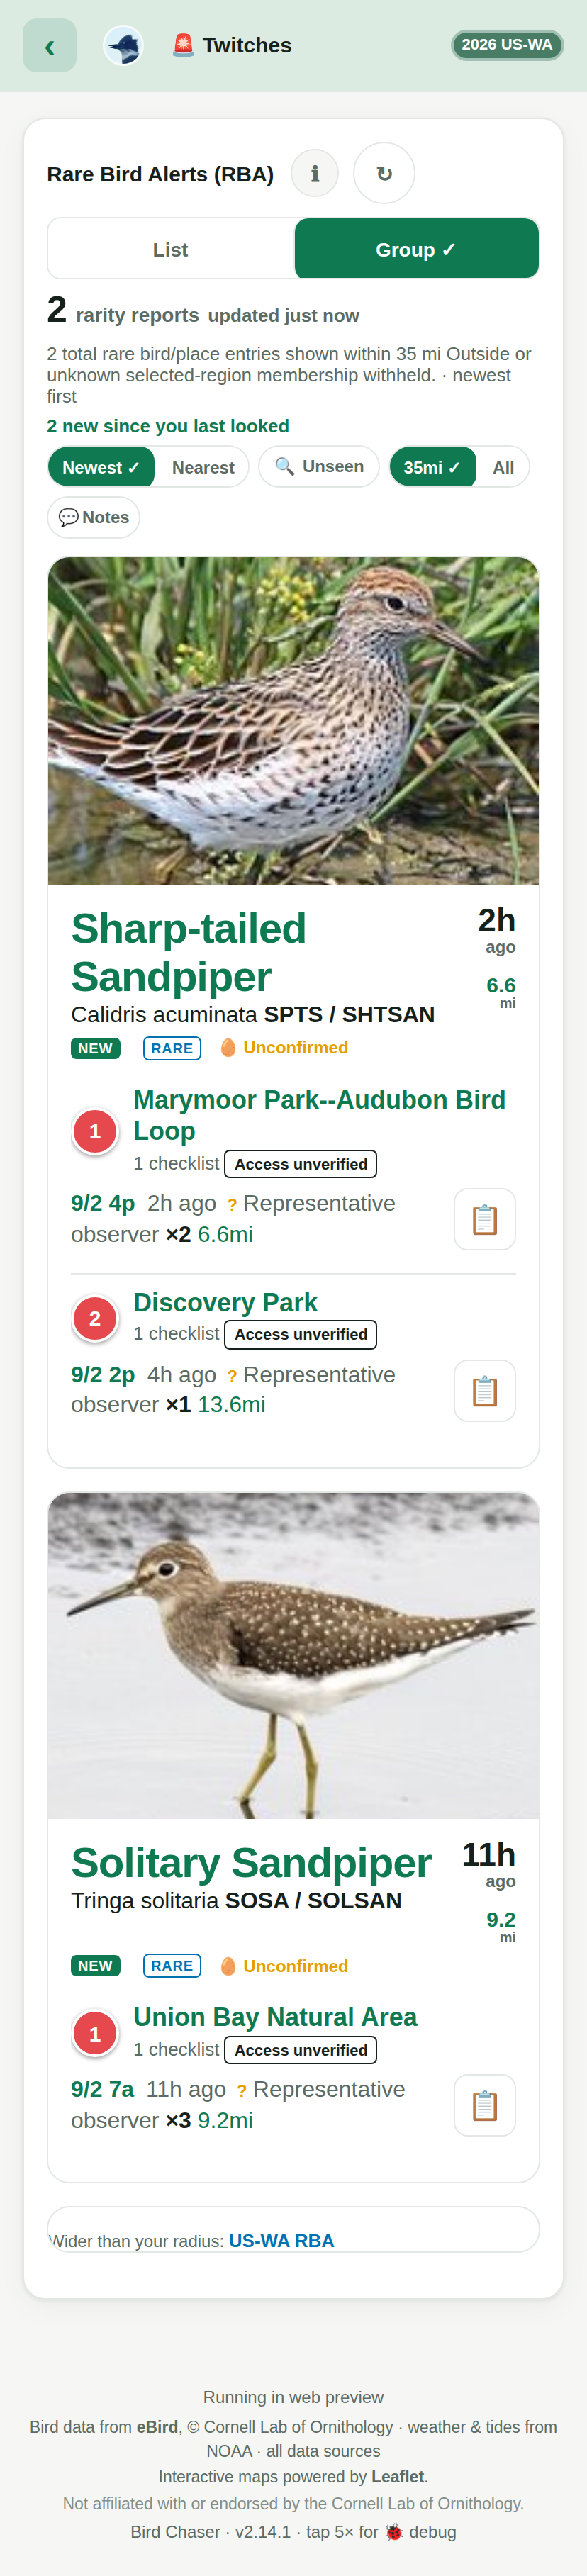 ‹ 🚨 Twitches 2026 US-WA
Rare Bird Alerts (RBA) ℹ ↻
List Group ✓
2 rarity reports updated just now
2 total rare bird/place entries shown within 35 mi Outside or
unknown selected-region membership withheld. · newest
first
2 new since you last looked
Newest ✓ Nearest 🔍 Unseen 35mi ✓ All
💬 Notes
Sharp-tailed
Sandpiper
2h
ago
6.6
mi
Calidris acuminata SPTS / SHTSAN
NEW RARE 🥚 Unconfirmed
1
Marymoor Park--Audubon Bird
Loop
1 checklist Access unverified
9/2 4p 2h ago ? Representative
observer ×2 6.6mi
📋
2
Discovery Park
1 checklist Access unverified
9/2 2p 4h ago ? Representative
observer ×1 13.6mi
📋
Solitary Sandpiper
11h
ago
9.2
mi
Tringa solitaria SOSA / SOLSAN
NEW RARE 🥚 Unconfirmed
1
Union Bay Natural Area
1 checklist Access unverified
9/2 7a 11h ago ? Representative
observer ×3 9.2mi
📋
Wider than your radius: US-WA RBA
Running in web preview
Bird data from eBird, © Cornell Lab of Ornithology · weather & tides from
NOAA · all data sources
Interactive maps powered by Leaflet.
Not affiliated with or endorsed by the Cornell Lab of Ornithology.
Bird Chaser · v2.14.1 · tap 5× for 🐞 debug